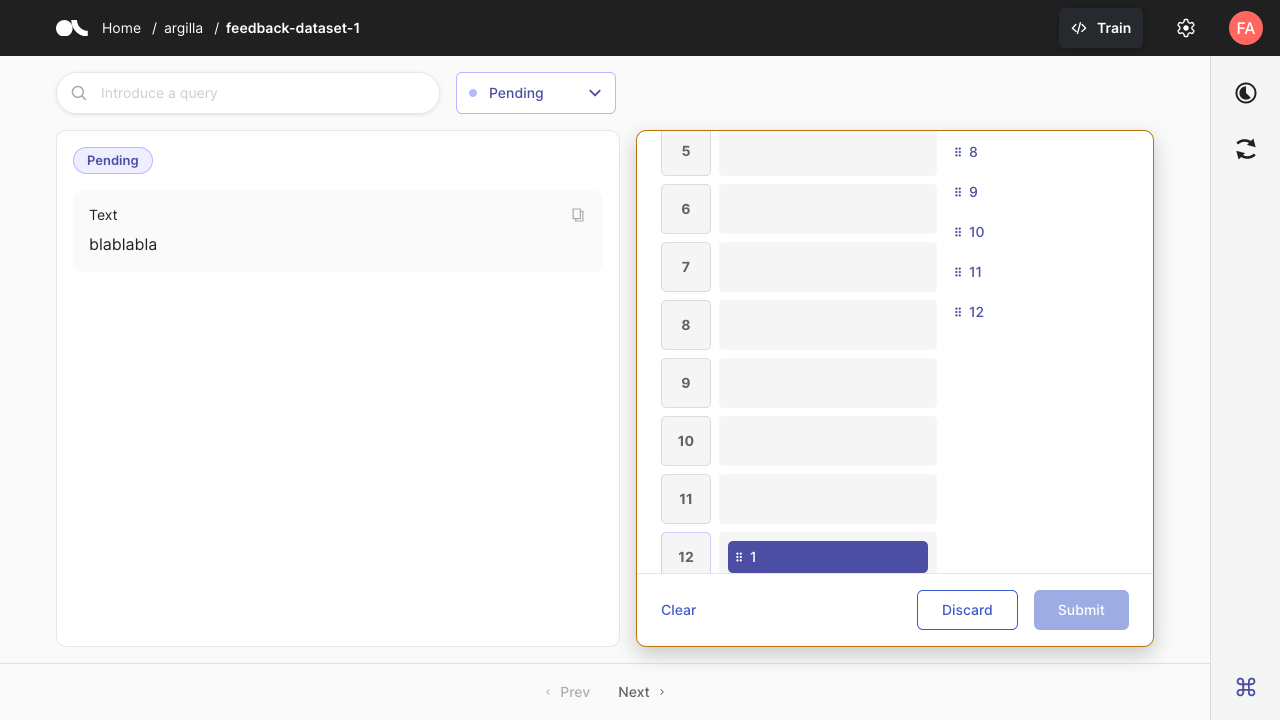 Home / argilla / feedback-dataset-1
Train
FA
Introduce a query
Pending
Pending
Text
blablabla
5
6
7
8
9
10
11
12
1
8
9
10
11
12
Clear
Discard
Submit
Prev
Next